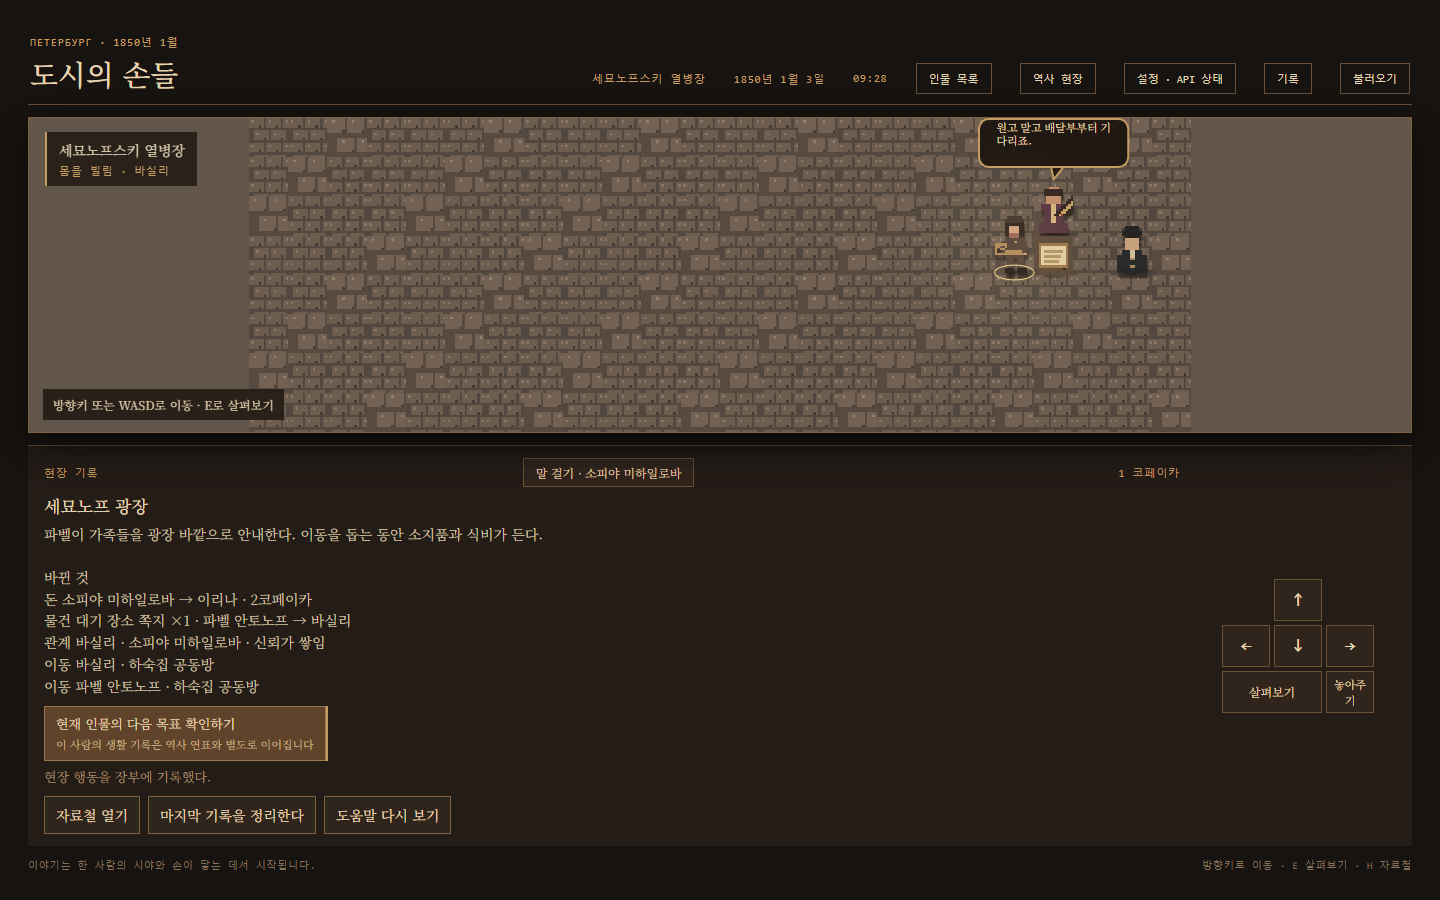 ПЕТЕРБУРГ · 1850년 1월
도시의 손들
세묘노프스키 열병장
1850년 1월 3일
09:28
인물 목록
역사 현장
설정 · API 상태
기록
불러오기
세묘노프스키 열병장
몸을 빌림 · 바실리
원고 말고 배달부부터 기
다리죠.
방향키 또는 WASD로 이동 · E로 살펴보기
현장 기록
말 걸기 · 소피야 미하일로바
1 코페이카
세묘노프 광장
파벨이 가족들을 광장 바깥으로 안내한다. 이동을 돕는 동안 소지품과 식비가 든다.
바뀐 것
돈 소피야 미하일로바 → 이리나 · 2코페이카
물건 대기 장소 쪽지 ×1 · 파벨 안토노프 → 바실리
관계 바실리 · 소피야 미하일로바 · 신뢰가 쌓임
이동 바실리 · 하숙집 공동방
이동 파벨 안토노프 · 하숙집 공동방
↑
← ↓ →
살펴보기
놓아주
기
현재 인물의 다음 목표 확인하기
이 사람의 생활 기록은 역사 연표와 별도로 이어집니다
현장 행동을 장부에 기록했다.
자료철 열기
마지막 기록을 정리한다
도움말 다시 보기
이야기는 한 사람의 시야와 손이 닿는 데서 시작됩니다.
방향키로 이동 · E 살펴보기 · H 자료철